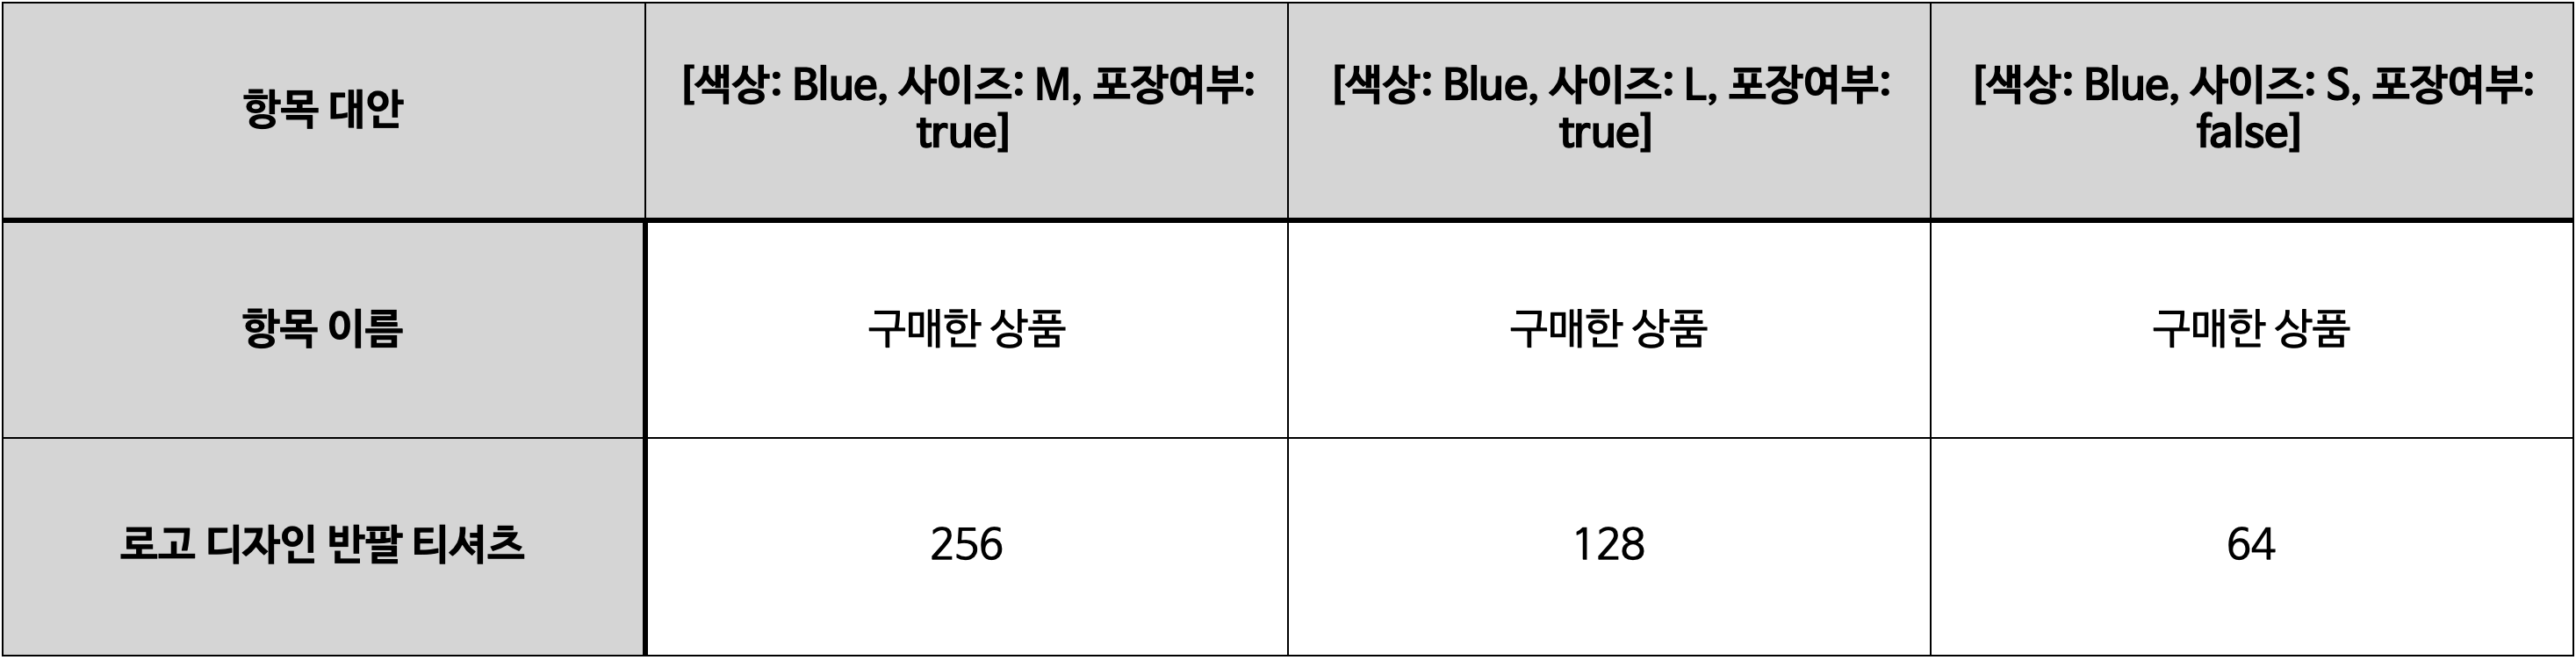 항목 대안
[색상: Blue, 사이즈: M, 포장여부:
true]
[색상: Blue, 사이즈: L, 포장여부:
true]
[색상: Blue, 사이즈: S, 포장여부:
false]
항목 이름
구매한 상품
구매한 상품
구매한 상품
로고 디자인 반팔 티셔츠
256
128
64